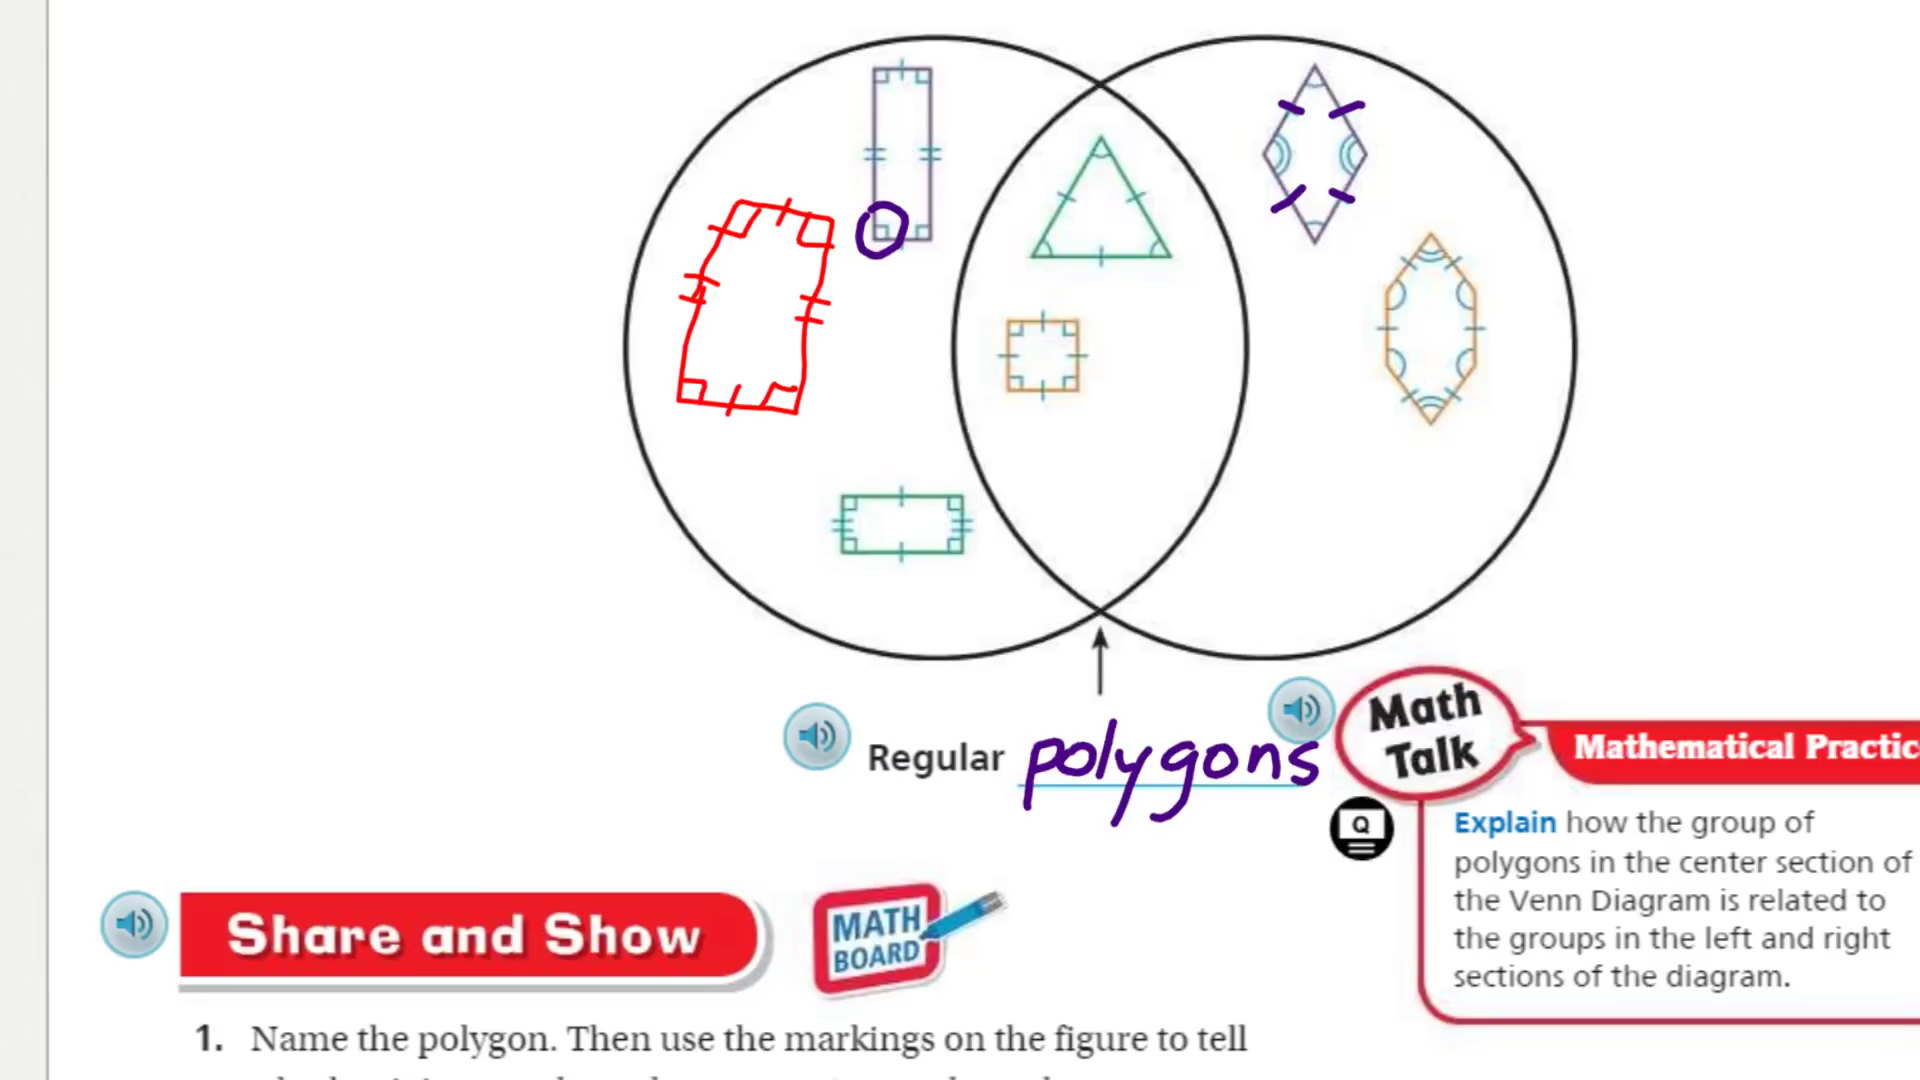 Regular polygons
Math
Talk
Mathematical Practic
Q
Explain how the group of
polygons in the center section of
the Venn Diagram is related to
the groups in the left and right
sections of the diagram.
Share and Show
MATH
BOARD
1. Name the polygon. Then use the markings on the figure to tell